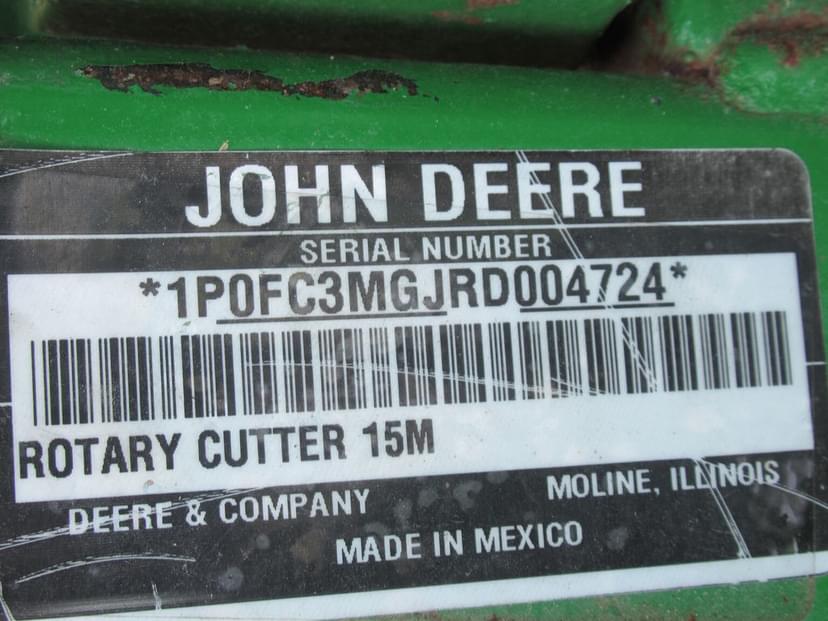 JOHN DEERE
SERIAL NUMBER
*1P0FC3MGJRD004724*
ROTARY CUTTER 15M
DEERE & COMPANY MOLINE, ILLINOIS
MADE IN MEXICO